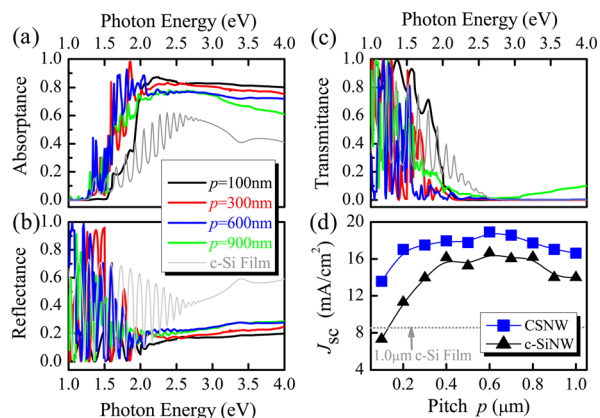 Photon Energy (eV)
Photon Energy (eV)
1.0 1.5 2.0 2.5 3.0 3.5 4.0
1.0 1.5 2.0 2.5 3.0 3.5 4.0
(a)
1.0
0.8
0.6
0.4
0.2
0.0
Absorptance
(c)
1.0
0.8
0.6
0.4
0.2
0.0
Transmittance
p=100nm
p=300nm
p=600nm
p=900nm
c-Si Film
(b)
1.0
0.8
0.6
0.4
0.2
0.0
Reflectance
1.0 1.5 2.0 2.5 3.0 3.5 4.0
Photon Energy (eV)
(d)
20
16
12
8
4
Jsc (mA/cm²)
CSNW
c-SiNW
1.0μm c-Si Film
0.2 0.4 0.6 0.8 1.0
Pitch p (μm)